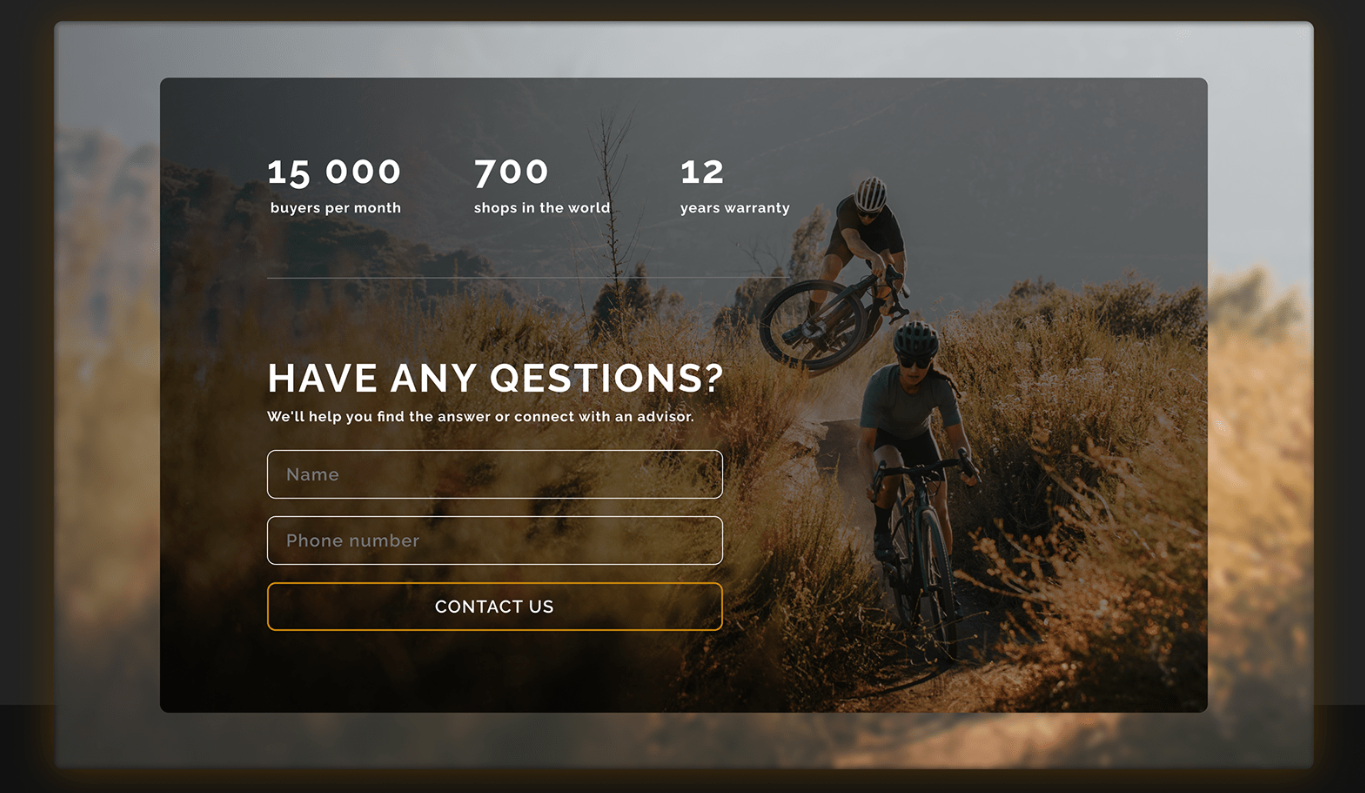 15 000 700 12
buyers per month shops in the world years warranty
HAVE ANY QESTIONS?
We'll help you find the answer or connect with an advisor.
Name
Phone number
CONTACT US